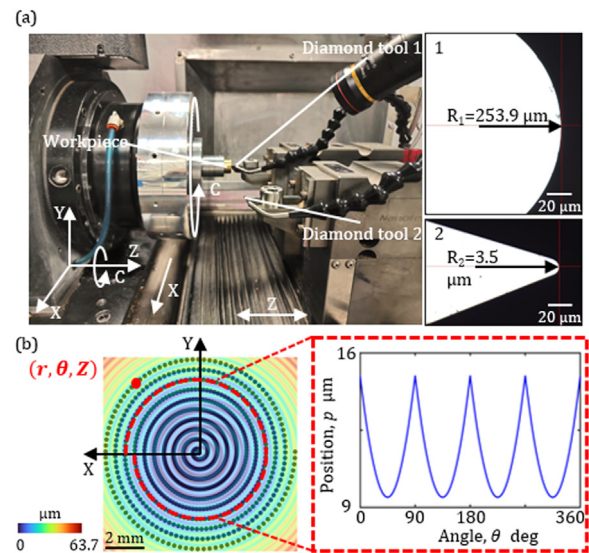 (a)
Diamond tool 1
Workpiece
C
Y
Z
C
X
X
Z
Diamond tool 2
1
R₁=253.9 μm
20 μm
2
R₂=3.5
μm
20 μm
(b)
(r, θ, Z)
Y
X
μm
0 63.7
2 mm
16
Position, p μm
9
0 90 180 270 360
Angle, θ deg